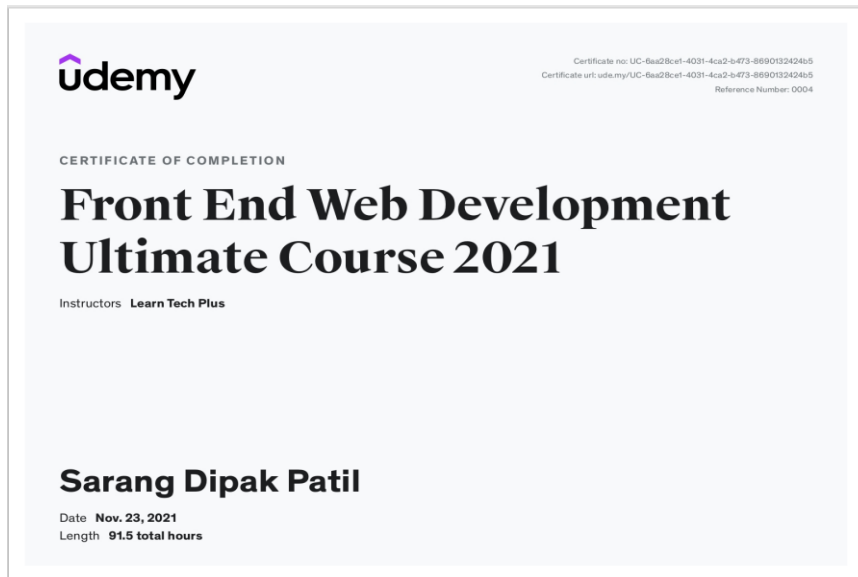 udemy
Certificate no: UC-6aa28ce1-4031-4ca2-b473-8690132424b5
Certificate url: ude.my/UC-6aa28ce1-4031-4ca2-b473-8690132424b5
Reference Number: 0004
CERTIFICATE OF COMPLETION
Front End Web Development
Ultimate Course 2021
Instructors Learn Tech Plus
Sarang Dipak Patil
Date Nov. 23, 2021
Length 91.5 total hours